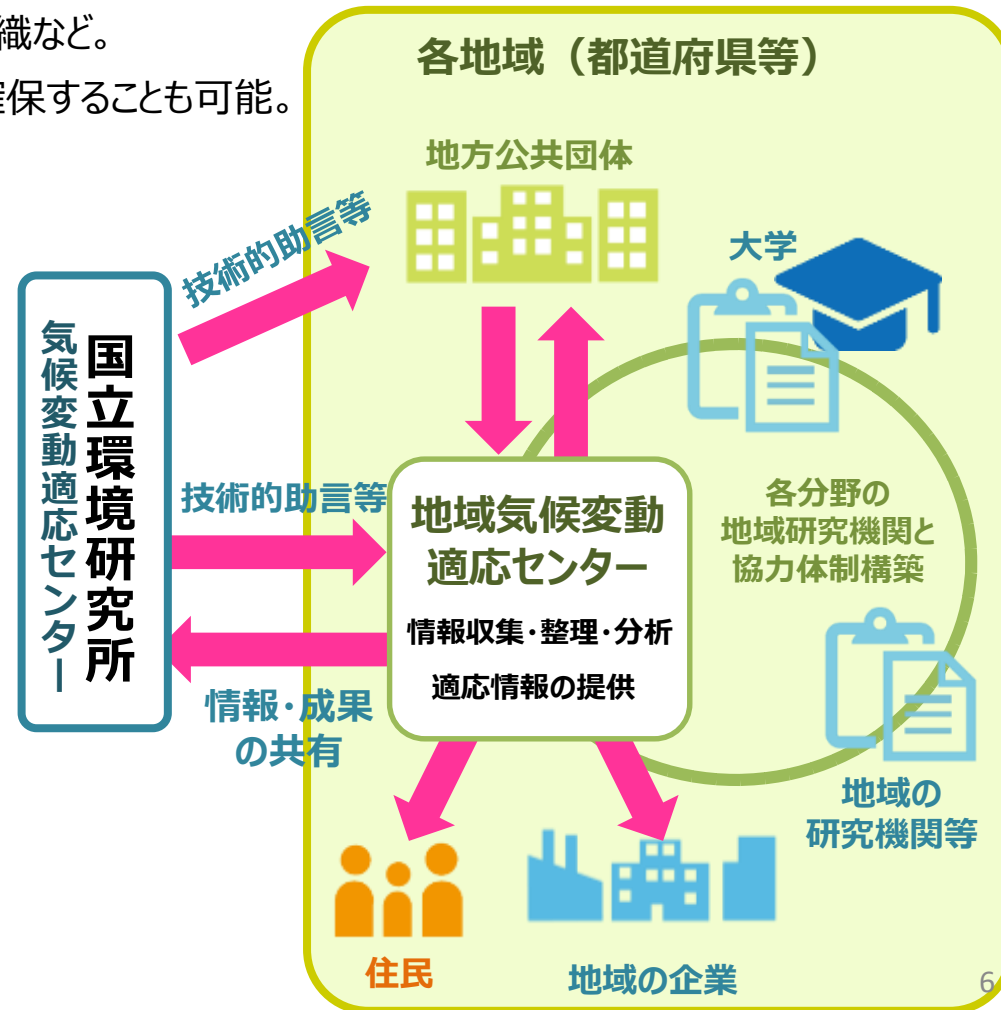 織など。
確保することも可能。
各地域（都道府県等）
地方公共団体
技術的助言等
大学
国立環境研究所
気候変動適応センター
技術的助言等
地域気候変動
適応センター
情報収集・整理・分析
適応情報の提供
各分野の
地域研究機関と
協力体制構築
情報・成果
の共有
地域の
研究機関等
住民
地域の企業
6